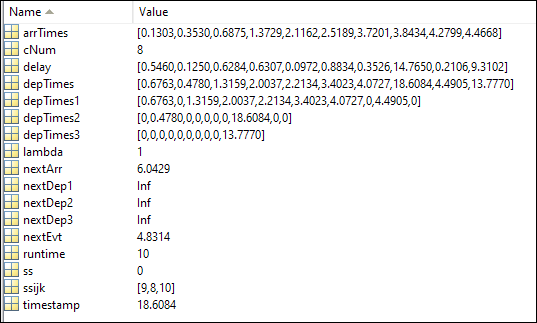 Name Value
arrTimes [0.1303,0.3530,0.6875,1.3729,2.1162,2.5189,3.7201,3.8434,4.2799,4.4668]
cNum 8
delay [0.5460,0.1250,0.6284,0.6307,0.0972,0.8834,0.3526,14.7650,0.2106,9.3102]
depTimes [0.6763,0.4780,1.3159,2.0037,2.2134,3.4023,4.0727,18.6084,4.4905,13.7770]
depTimes1 [0.6763,0,1.3159,2.0037,2.2134,3.4023,4.0727,0,4.4905,0]
depTimes2 [0,0.4780,0,0,0,0,0,18.6084,0,0]
depTimes3 [0,0,0,0,0,0,0,0,0,13.7770]
lambda 1
nextArr 6.0429
nextDep1 Inf
nextDep2 Inf
nextDep3 Inf
nextEvt 4.8314
runtime 10
ss 0
ssijk [9,8,10]
timestamp 18.6084